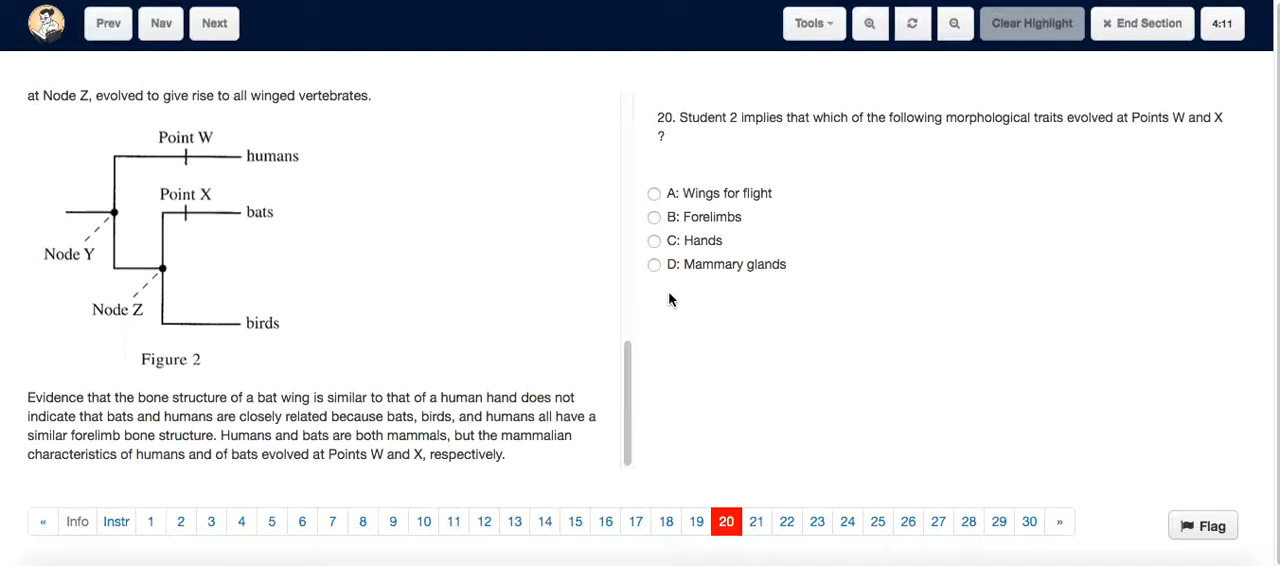 Prev Nav Next Tools Clear Highlight × End Section 4:11
at Node Z, evolved to give rise to all winged vertebrates.
Point W
humans
Point X
bats
Node Y
Node Z
birds
Figure 2
Evidence that the bone structure of a bat wing is similar to that of a human hand does not
indicate that bats and humans are closely related because bats, birds, and humans all have a
similar forelimb bone structure. Humans and bats are both mammals, but the mammalian
characteristics of humans and of bats evolved at Points W and X, respectively.
20. Student 2 implies that which of the following morphological traits evolved at Points W and X
?
A: Wings for flight
B: Forelimbs
C: Hands
D: Mammary glands
« Info Instr 1 2 3 4 5 6 7 8 9 10 11 12 13 14 15 16 17 18 19 20 21 22 23 24 25 26 27 28 29 30 »
Flag